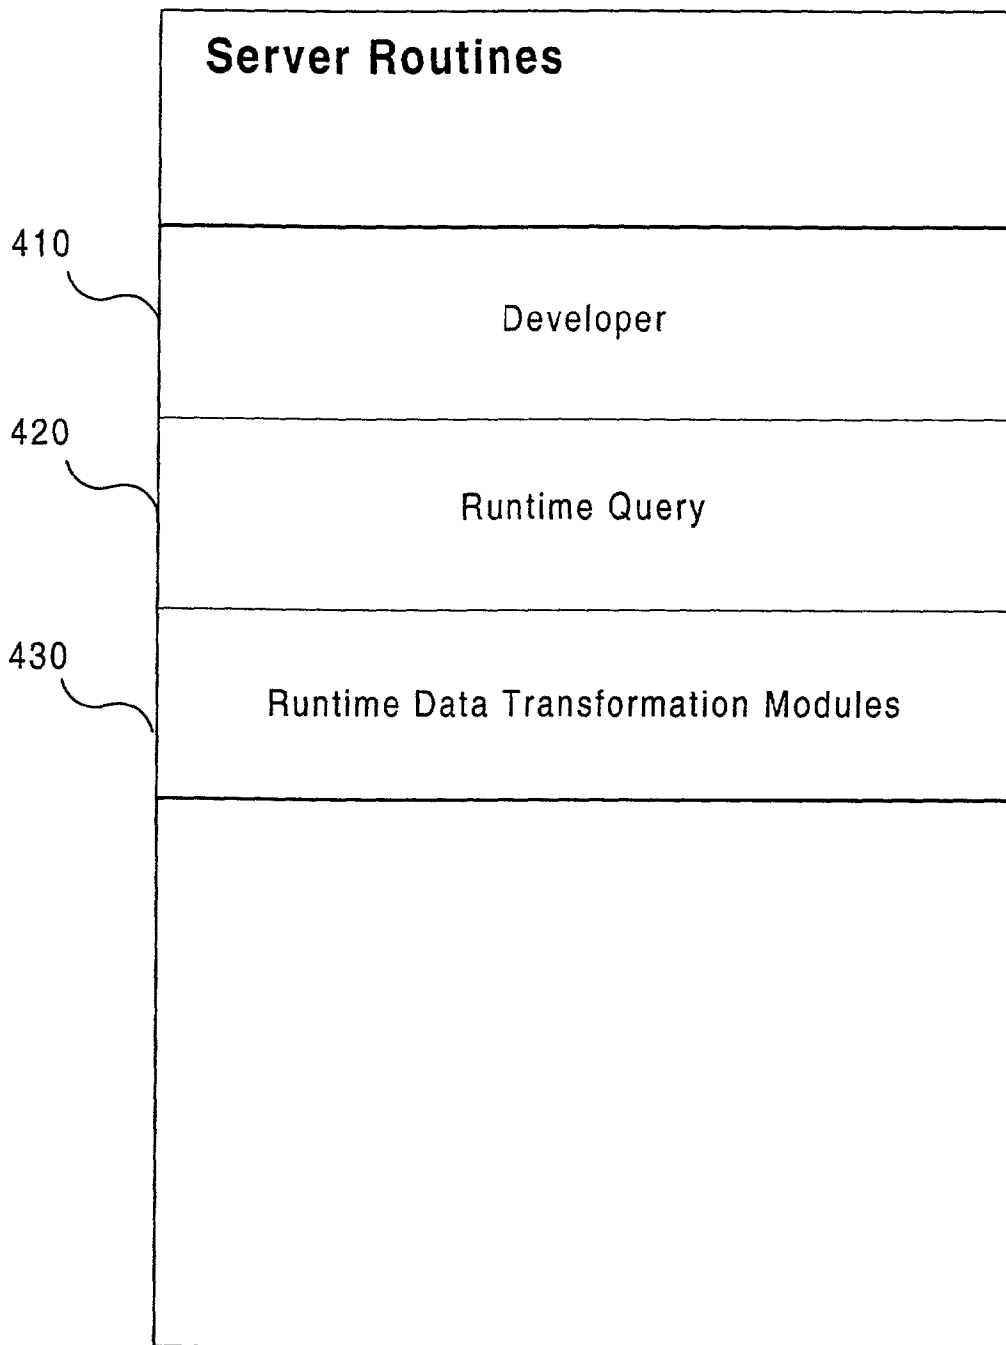 Server Routines
410
Developer
420
Runtime Query
430
Runtime Data Transformation Modules